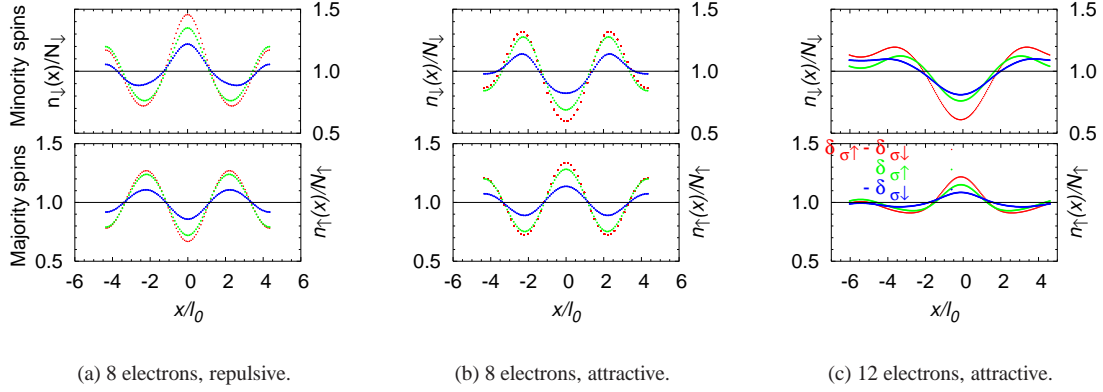 Minority spins
n↓(x)/N↓
1.5
1.0
0.5
Majority spins
1.5
1.0
0.5
n↑(x)/N↑
-6 -4 -2 0 2 4 6
x/l0
(a) 8 electrons, repulsive.
n↓(x)/N↓
1.5
1.0
0.5
1.5
1.0
0.5
n↑(x)/N↑
-6 -4 -2 0 2 4 6
x/l0
(b) 8 electrons, attractive.
n↓(x)/N↓
1.5
1.0
0.5
δσ↑ - δσ↓
δσ↑
- δσ↓
1.5
1.0
0.5
n↑(x)/N↑
-6 -4 -2 0 2 4
x/l0
(c) 12 electrons, attractive.